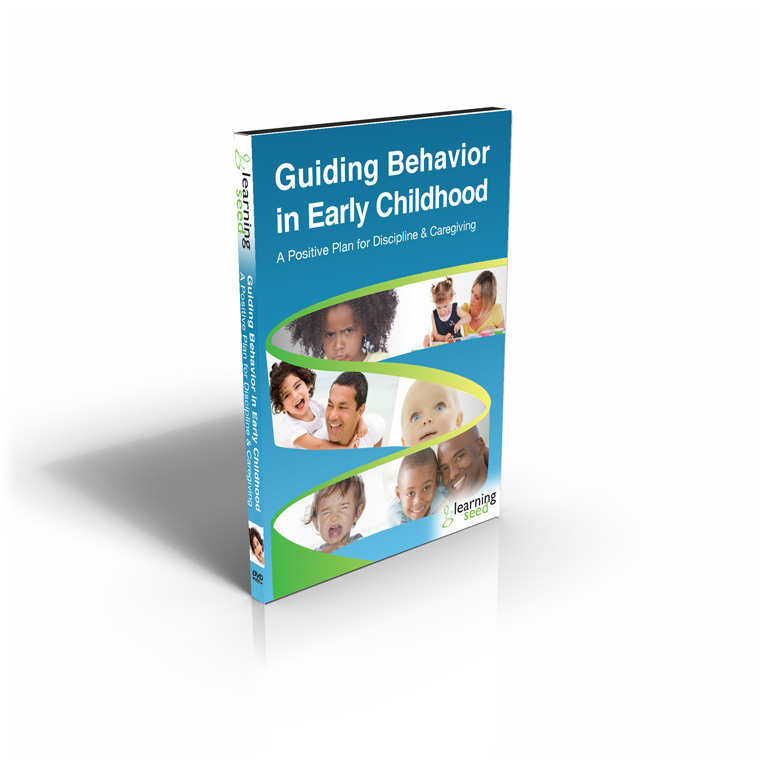 Guiding Behavior
in Early Childhood
A Positive Plan for Discipline & Caregiving
learning
seed
learning
seed
Guiding Behavior in Early Childhood
A Positive Plan for Discipline & Caregiving
DVD